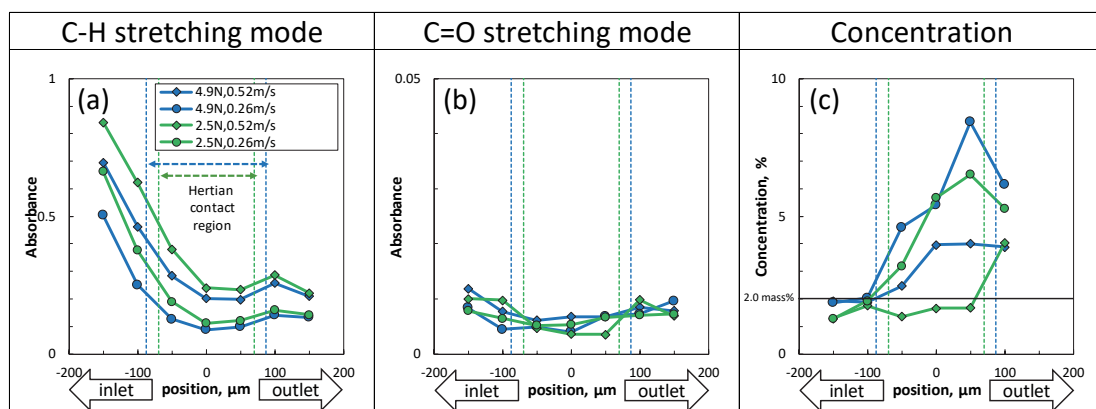 C-H stretching mode
C=O stretching mode
Concentration
(a)
4.9N,0.52m/s
4.9N,0.26m/s
2.5N,0.52m/s
2.5N,0.26m/s
Hertian
contact
region
Absorbance
1
0.5
0
-200
-100
0
100
200
inlet
position, μm
outlet
(b)
Absorbance
0.05
0
-200
-100
0
100
200
inlet
position, μm
outlet
(c)
Concentration, %
10
5
2.0 mass%
0
-200
-100
0
100
200
inlet
position, μm
outlet